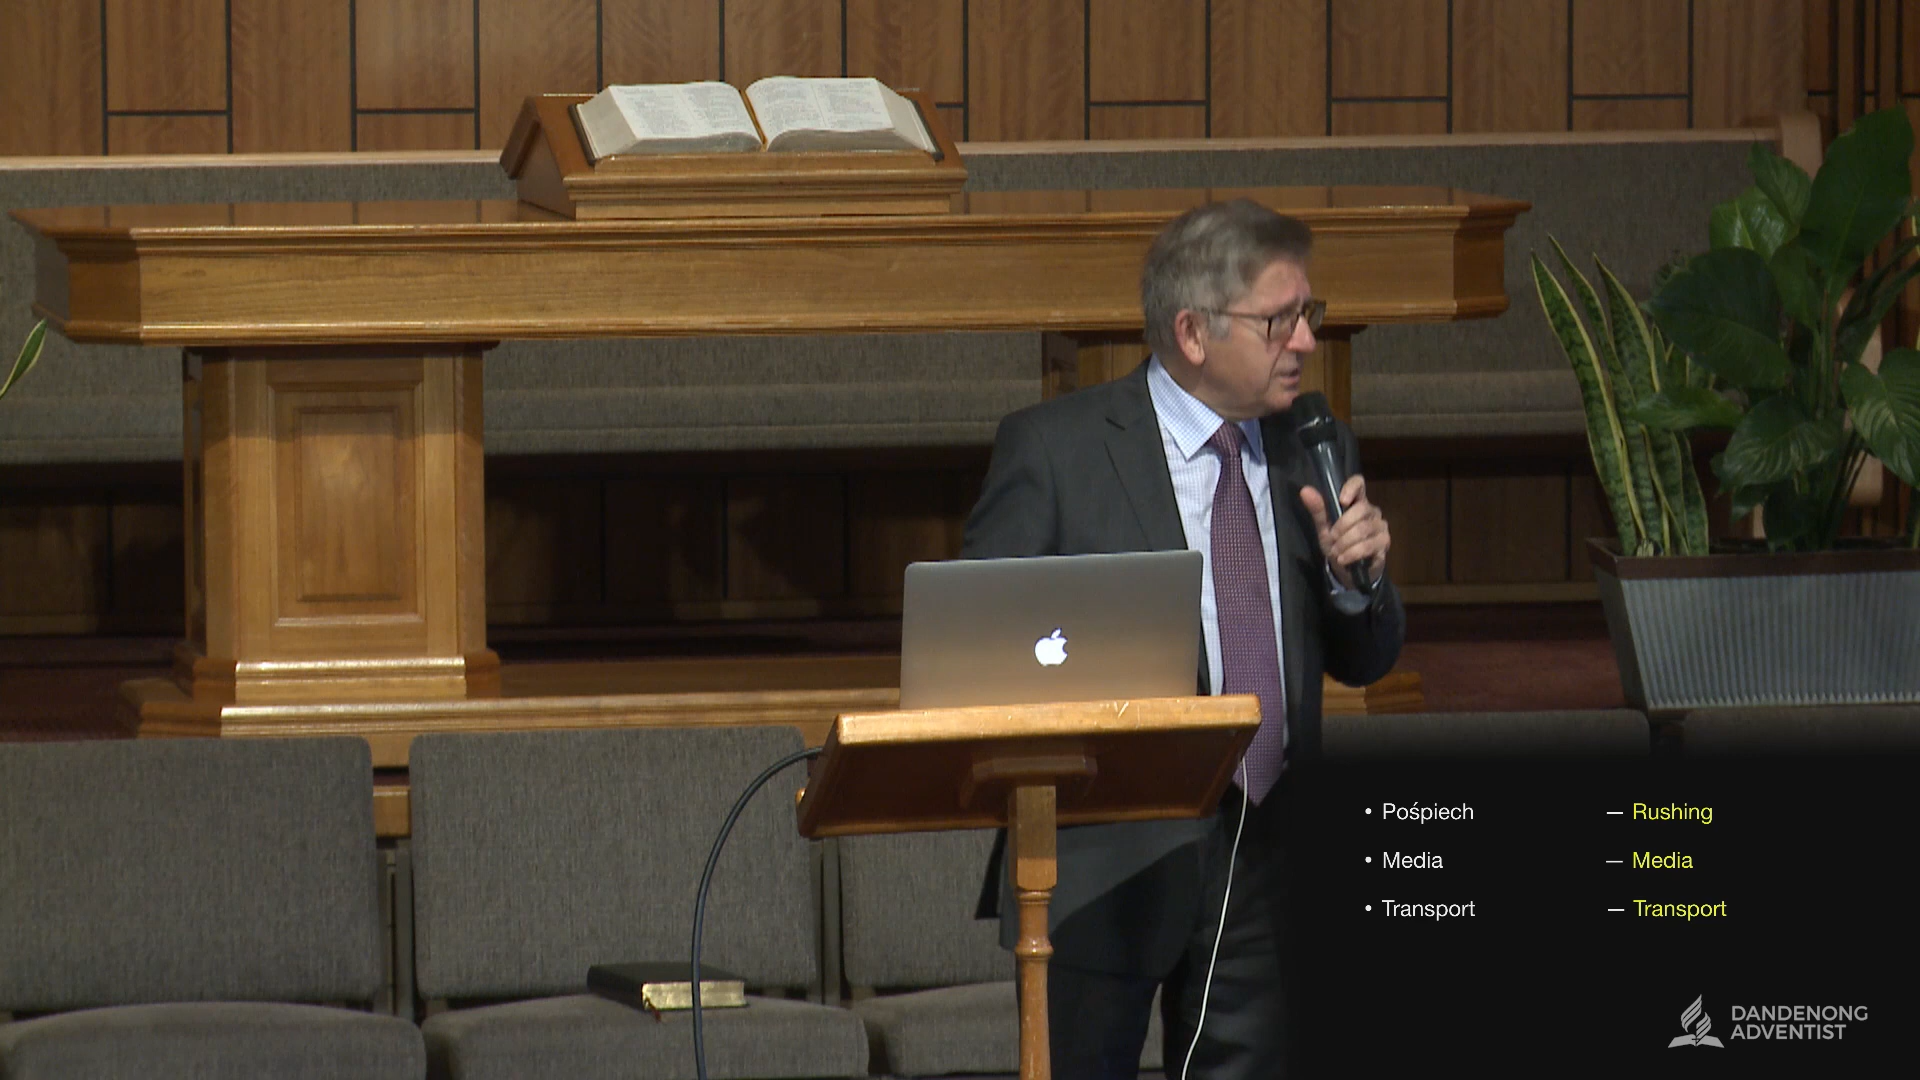 • Pośpiech — Rushing
• Media — Media
• Transport — Transport
DANDENONG
ADVENTIST